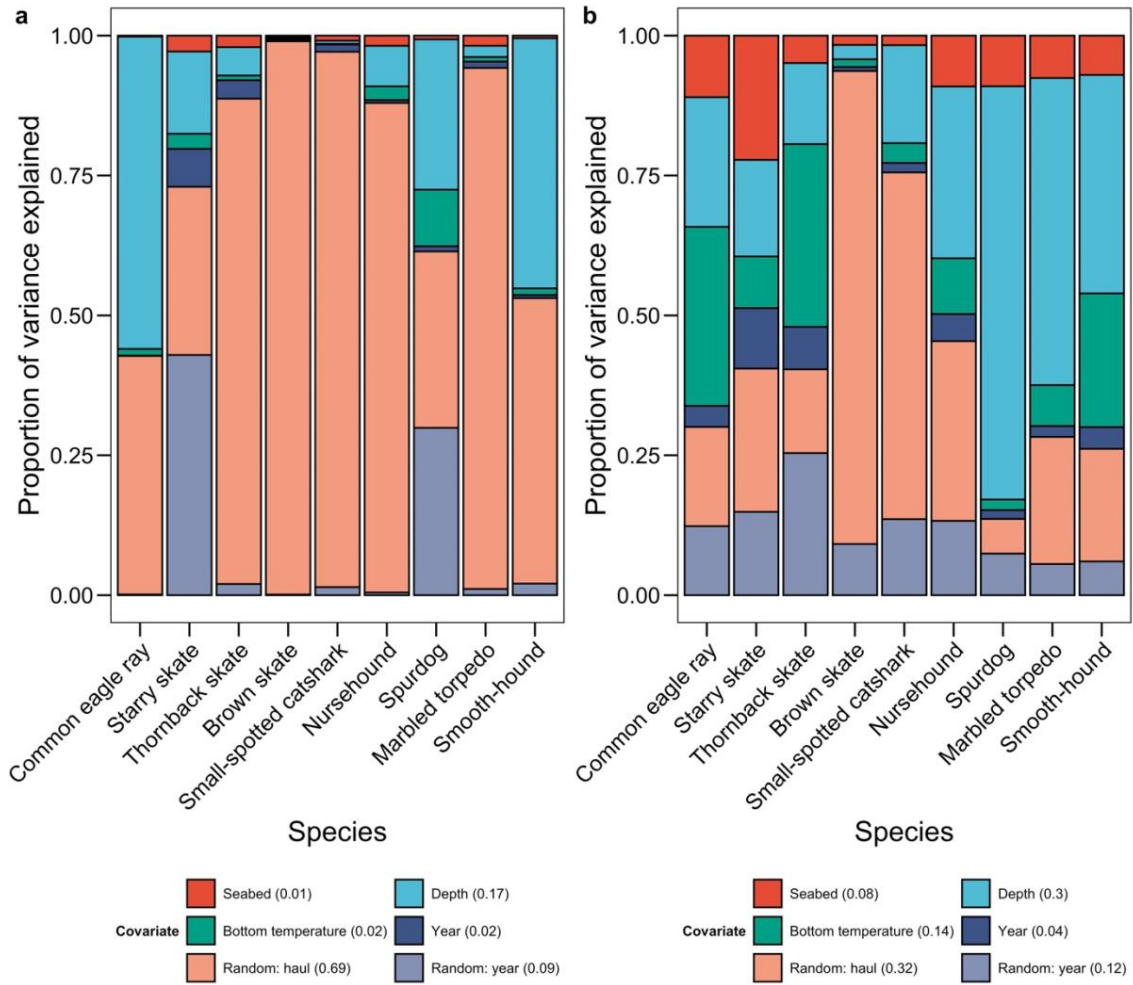 a
Proportion of variance explained
1.00
0.75
0.50
0.25
0.00
Common eagle ray
Starry skate
Thornback skate
Brown skate
Small-spotted catshark
Nursehound
Spurdog
Marbled torpedo
Smooth-hound
Species
Covariate
Seabed (0.01)
Depth (0.17)
Bottom temperature (0.02)
Year (0.02)
Random: haul (0.69)
Random: year (0.09)
b
Proportion of variance explained
1.00
0.75
0.50
0.25
0.00
Common eagle ray
Starry skate
Thornback skate
Brown skate
Small-spotted catshark
Nursehound
Spurdog
Marbled torpedo
Smooth-hound
Species
Covariate
Seabed (0.08)
Depth (0.3)
Bottom temperature (0.14)
Year (0.04)
Random: haul (0.32)
Random: year (0.12)